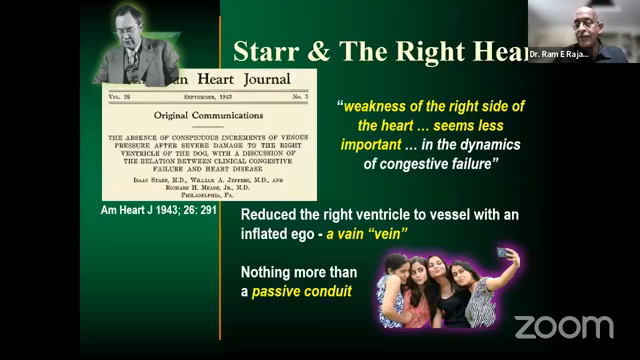 Starr & The Right Hear
Dr. Ram E Raja...
an Heart Journal
VOL. 26 SEPTEMBER, 1943 No. 3
Original Communications
THE ABSENCE OF CONSPICUOUS INCREMENTS OF VENOUS
PRESSURE AFTER SEVERE DAMAGE TO THE RIGHT
VENTRICLE OF THE DOG, WITH A DISCUSSION OF
THE RELATION BETWEEN CLINICAL CONGESTIVE
FAILURE AND HEART DISEASE
ISAAC STARR, M.D., WILLIAM A. JEFFERS, M.D., AND
RICHARD H. MEADE, JR., M.D.
PHILADELPHIA, PA.
Am Heart J 1943; 26: 291
“weakness of the right side of
the heart … seems less
important … in the dynamics
of congestive failure”
Reduced the right ventricle to vessel with an
inflated ego - a vain “vein”
Nothing more than
a passive conduit
zoom